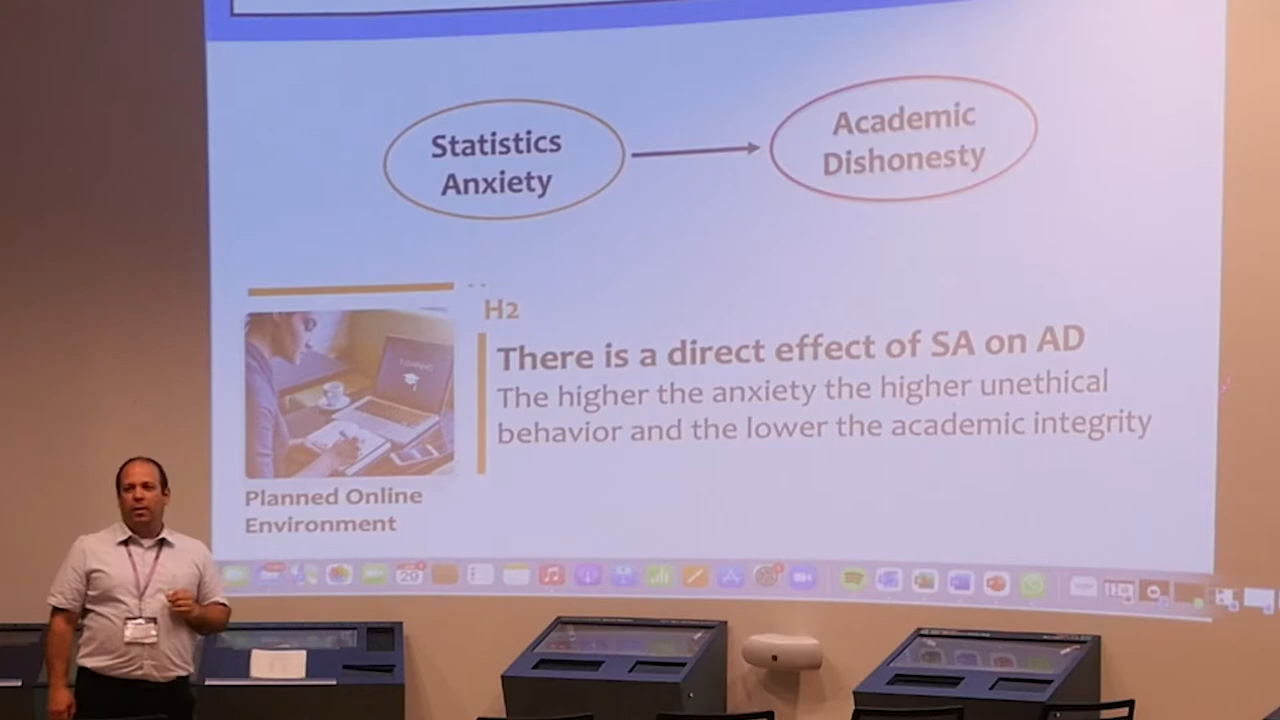 Statistics
Anxiety
Academic
Dishonesty
H2
There is a direct effect of SA on AD
The higher the anxiety the higher unethical
behavior and the lower the academic integrity
Planned Online
Environment
29